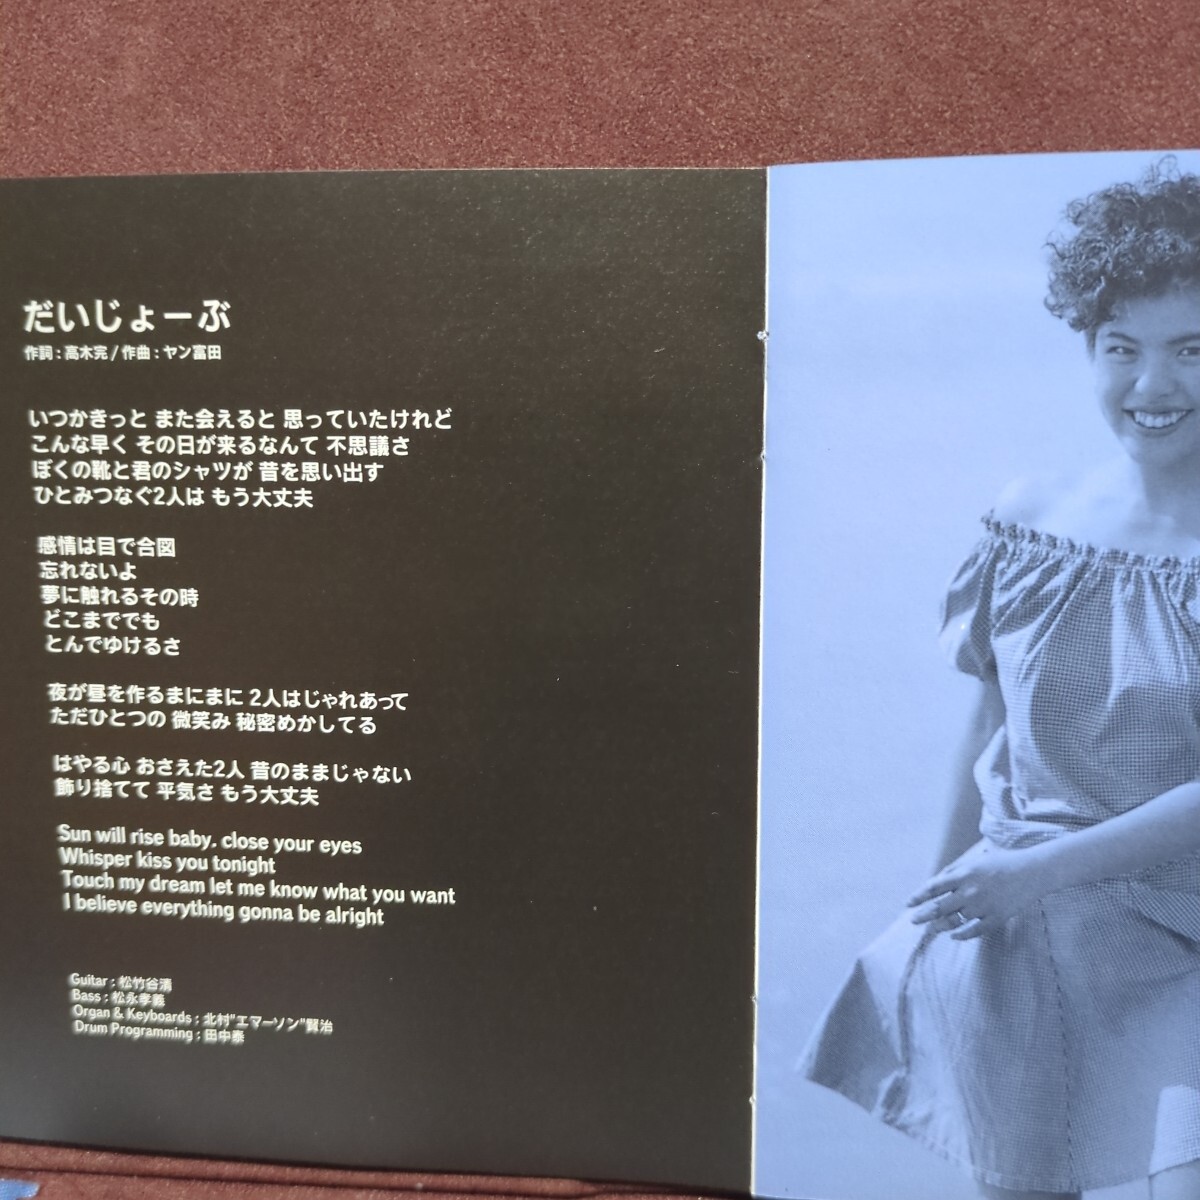 だいじょーぶ
作詞：高木完 / 作曲：ヤン富田
いつかきっと また会えると 思っていたけれど
こんな早く その日が来るなんて 不思議さ
ぼくの靴と君のシャツが 昔を思い出す
ひとみつなぐ2人は もう大丈夫
感情は目で合図
忘れないよ
夢に触れるその時
どこまででも
とんでゆけるさ
夜が昼を作るまにまに 2人はじゃれあって
ただひとつの 微笑み 秘密めかしてる
はやる心 おさえた2人 昔のままじゃない
飾り捨てて 平気さ もう大丈夫
Sun will rise baby, close your eyes
Whisper kiss you tonight
Touch my dream let me know what you want
I believe everything gonna be alright
Guitar : 松竹谷清
Bass : 松永孝義
Organ & Keyboards : 北村"エマーソン"賢治
Drum Programming : 田中泰